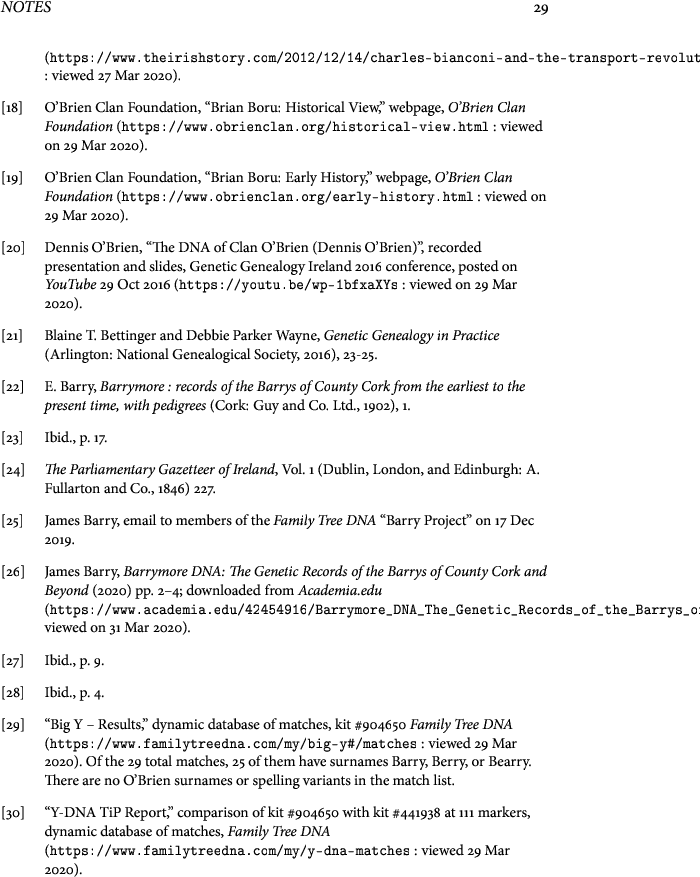 NOTES 29
(https://www.theirishstory.com/2012/12/14/charles-bianconi-and-the-transport-revolut
: viewed 27 Mar 2020).
[18] O’Brien Clan Foundation, “Brian Boru: Historical View,” webpage, O’Brien Clan
Foundation (https://www.obrienclan.org/historical-view.html : viewed
on 29 Mar 2020).
[19] O’Brien Clan Foundation, “Brian Boru: Early History,” webpage, O’Brien Clan
Foundation (https://www.obrienclan.org/early-history.html : viewed on
29 Mar 2020).
[20] Dennis O’Brien, “The DNA of Clan O’Brien (Dennis O’Brien)”, recorded
presentation and slides, Genetic Genealogy Ireland 2016 conference, posted on
YouTube 29 Oct 2016 (https://youtu.be/wp-1bfxaXYs : viewed on 29 Mar
2020).
[21] Blaine T. Bettinger and Debbie Parker Wayne, Genetic Genealogy in Practice
(Arlington: National Genealogical Society, 2016), 23-25.
[22] E. Barry, Barrymore : records of the Barrys of County Cork from the earliest to the
present time, with pedigrees (Cork: Guy and Co. Ltd., 1902), 1.
[23] Ibid., p. 17.
[24] The Parliamentary Gazetteer of Ireland, Vol. 1 (Dublin, London, and Edinburgh: A.
Fullarton and Co., 1846) 227.
[25] James Barry, email to members of the Family Tree DNA “Barry Project” on 17 Dec
2019.
[26] James Barry, Barrymore DNA: The Genetic Records of the Barrys of County Cork and
Beyond (2020) pp. 2–4; downloaded from Academia.edu
(https://www.academia.edu/42454916/Barrymore_DNA_The_Genetic_Records_of_the_Barrys_o
viewed on 31 Mar 2020).
[27] Ibid., p. 9.
[28] Ibid., p. 4.
[29] “Big Y – Results,” dynamic database of matches, kit #904650 Family Tree DNA
(https://www.familytreedna.com/my/big-y#/matches : viewed 29 Mar
2020). Of the 29 total matches, 25 of them have surnames Barry, Berry, or Bearry.
There are no O’Brien surnames or spelling variants in the match list.
[30] “Y-DNA TiP Report,” comparison of kit #904650 with kit #441938 at 111 markers,
dynamic database of matches, Family Tree DNA
(https://www.familytreedna.com/my/y-dna-matches : viewed 29 Mar
2020).